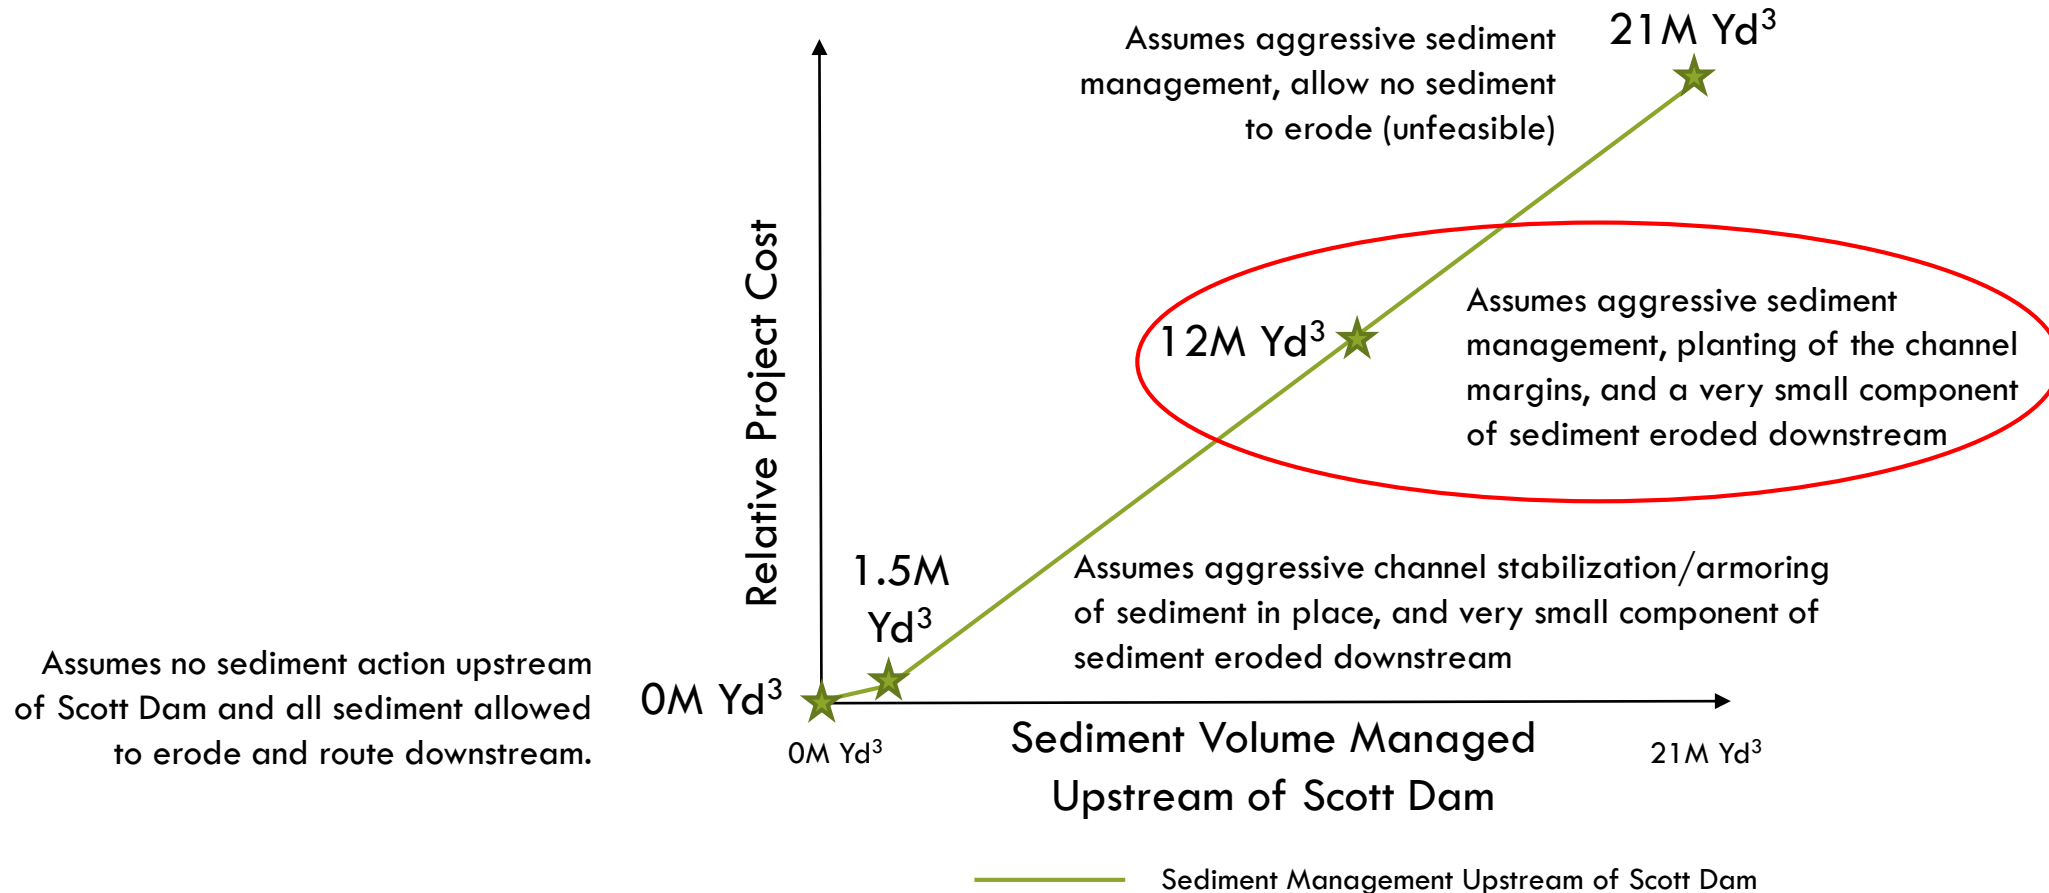 Assumes aggressive sediment
management, allow no sediment
to erode (unfeasible)
21M Yd³
Relative Project Cost
12M Yd³
Assumes aggressive sediment
management, planting of the channel
margins, and a very small component
of sediment eroded downstream
1.5M
Yd³
Assumes aggressive channel stabilization/armoring
of sediment in place, and very small component of
sediment eroded downstream
Assumes no sediment action upstream
of Scott Dam and all sediment allowed
to erode and route downstream.
0M Yd³
0M Yd³
Sediment Volume Managed
Upstream of Scott Dam
21M Yd³
Sediment Management Upstream of Scott Dam